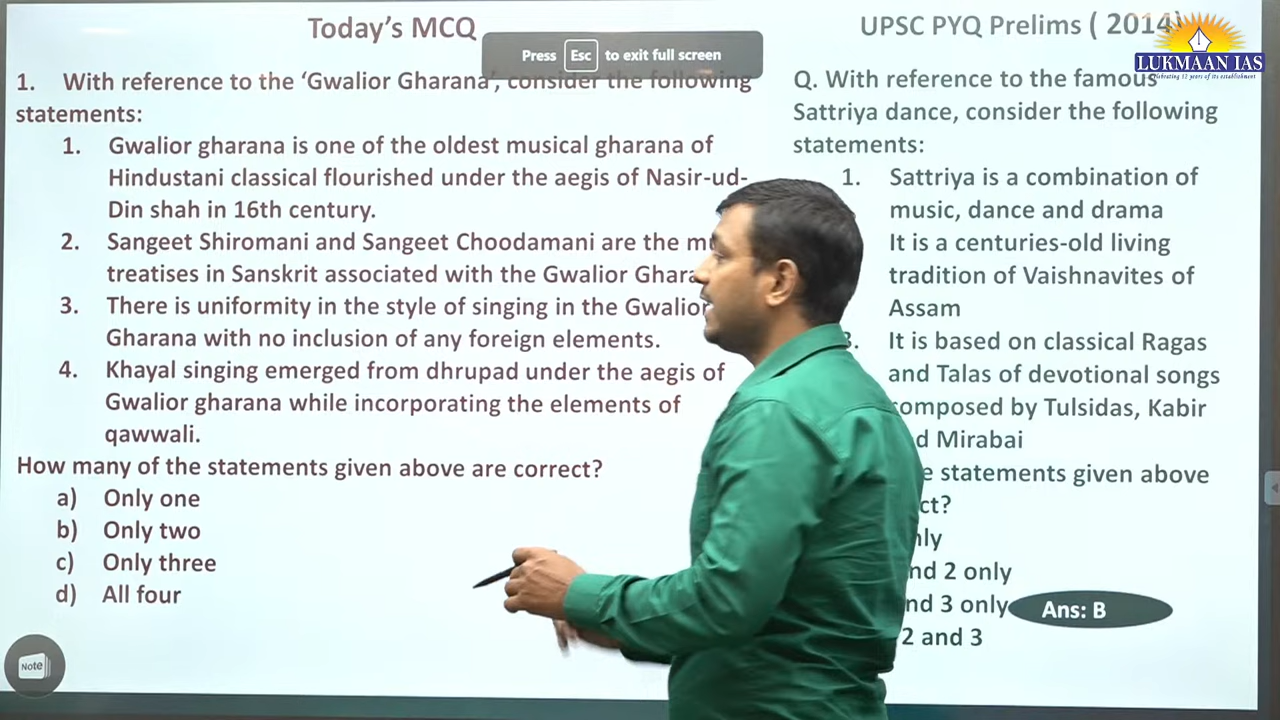 Today's MCQ
UPSC PYQ Prelims ( 2014)
Press Esc to exit full screen
LUKMAAN IAS
Celebrating 12 years of its establishment
1. With reference to the 'Gwalior Gharana', consider the following
statements:
1. Gwalior gharana is one of the oldest musical gharana of
Hindustani classical flourished under the aegis of Nasir-ud-
Din shah in 16th century.
2. Sangeet Shiromani and Sangeet Choodamani are the
treatises in Sanskrit associated with the Gwalior
3. There is uniformity in the style of singing in the Gwalior
Gharana with no inclusion of any foreign elements.
4. Khayal singing emerged from dhrupad under the aegis of
Gwalior gharana while incorporating the elements of
qawwali.
How many of the statements given above are correct?
a) Only one
b) Only two
c) Only three
d) All four
Note
Q. With reference to the famous
Sattriya dance, consider the following
statements:
1. Sattriya is a combination of
music, dance and drama
It is a centuries-old living
tradition of Vaishnavites of
Assam
3. It is based on classical Ragas
and Talas of devotional songs
composed by Tulsidas, Kabir
Mirabai
statements given above
2 only
3 only
2 and 3
Ans: B